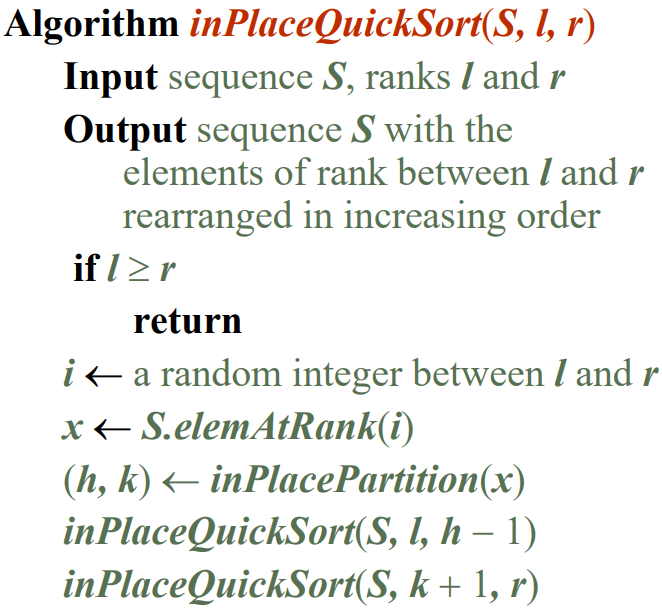 Algorithm inPlaceQuickSort(S, l, r)
Input sequence S, ranks l and r
Output sequence S with the
elements of rank between l and r
rearranged in increasing order
if l ≥ r
return
i ← a random integer between l and r
x ← S.elemAtRank(i)
(h, k) ← inPlacePartition(x)
inPlaceQuickSort(S, l, h − 1)
inPlaceQuickSort(S, k + 1, r)